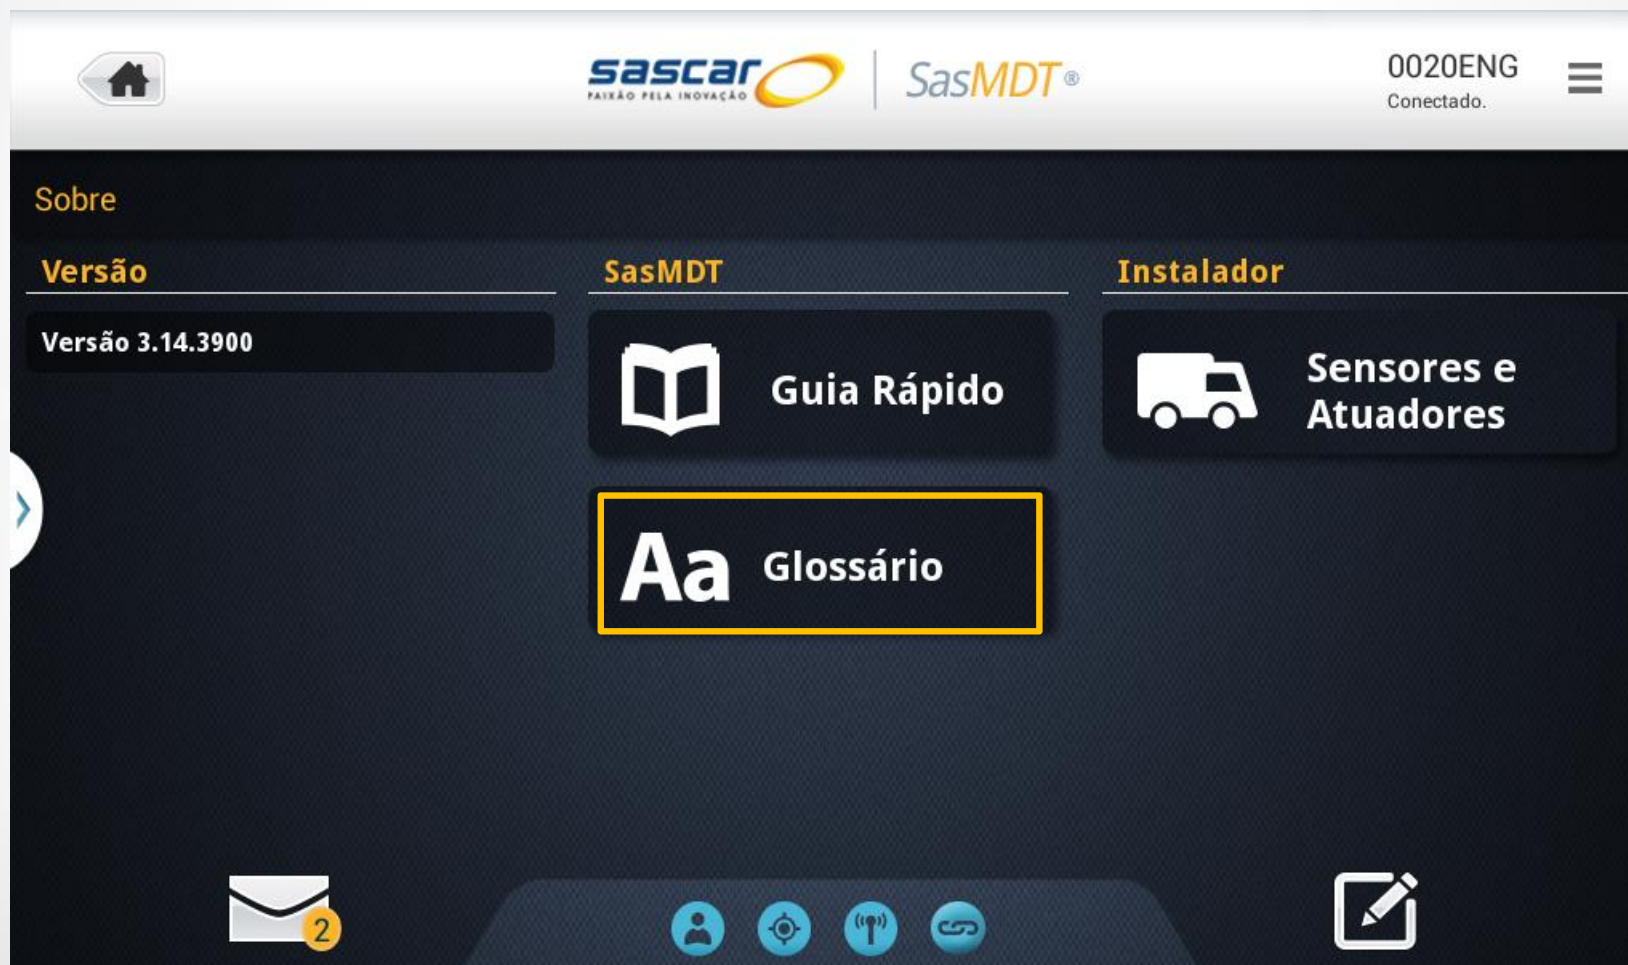 sascar
PAIXÃO PELA INOVAÇÃO
SasMDT®
0020ENG
Conectado.
Sobre
Versão
Versão 3.14.3900
SasMDT
Guia Rápido
Aa Glossário
Instalador
Sensores e
Atuadores
2